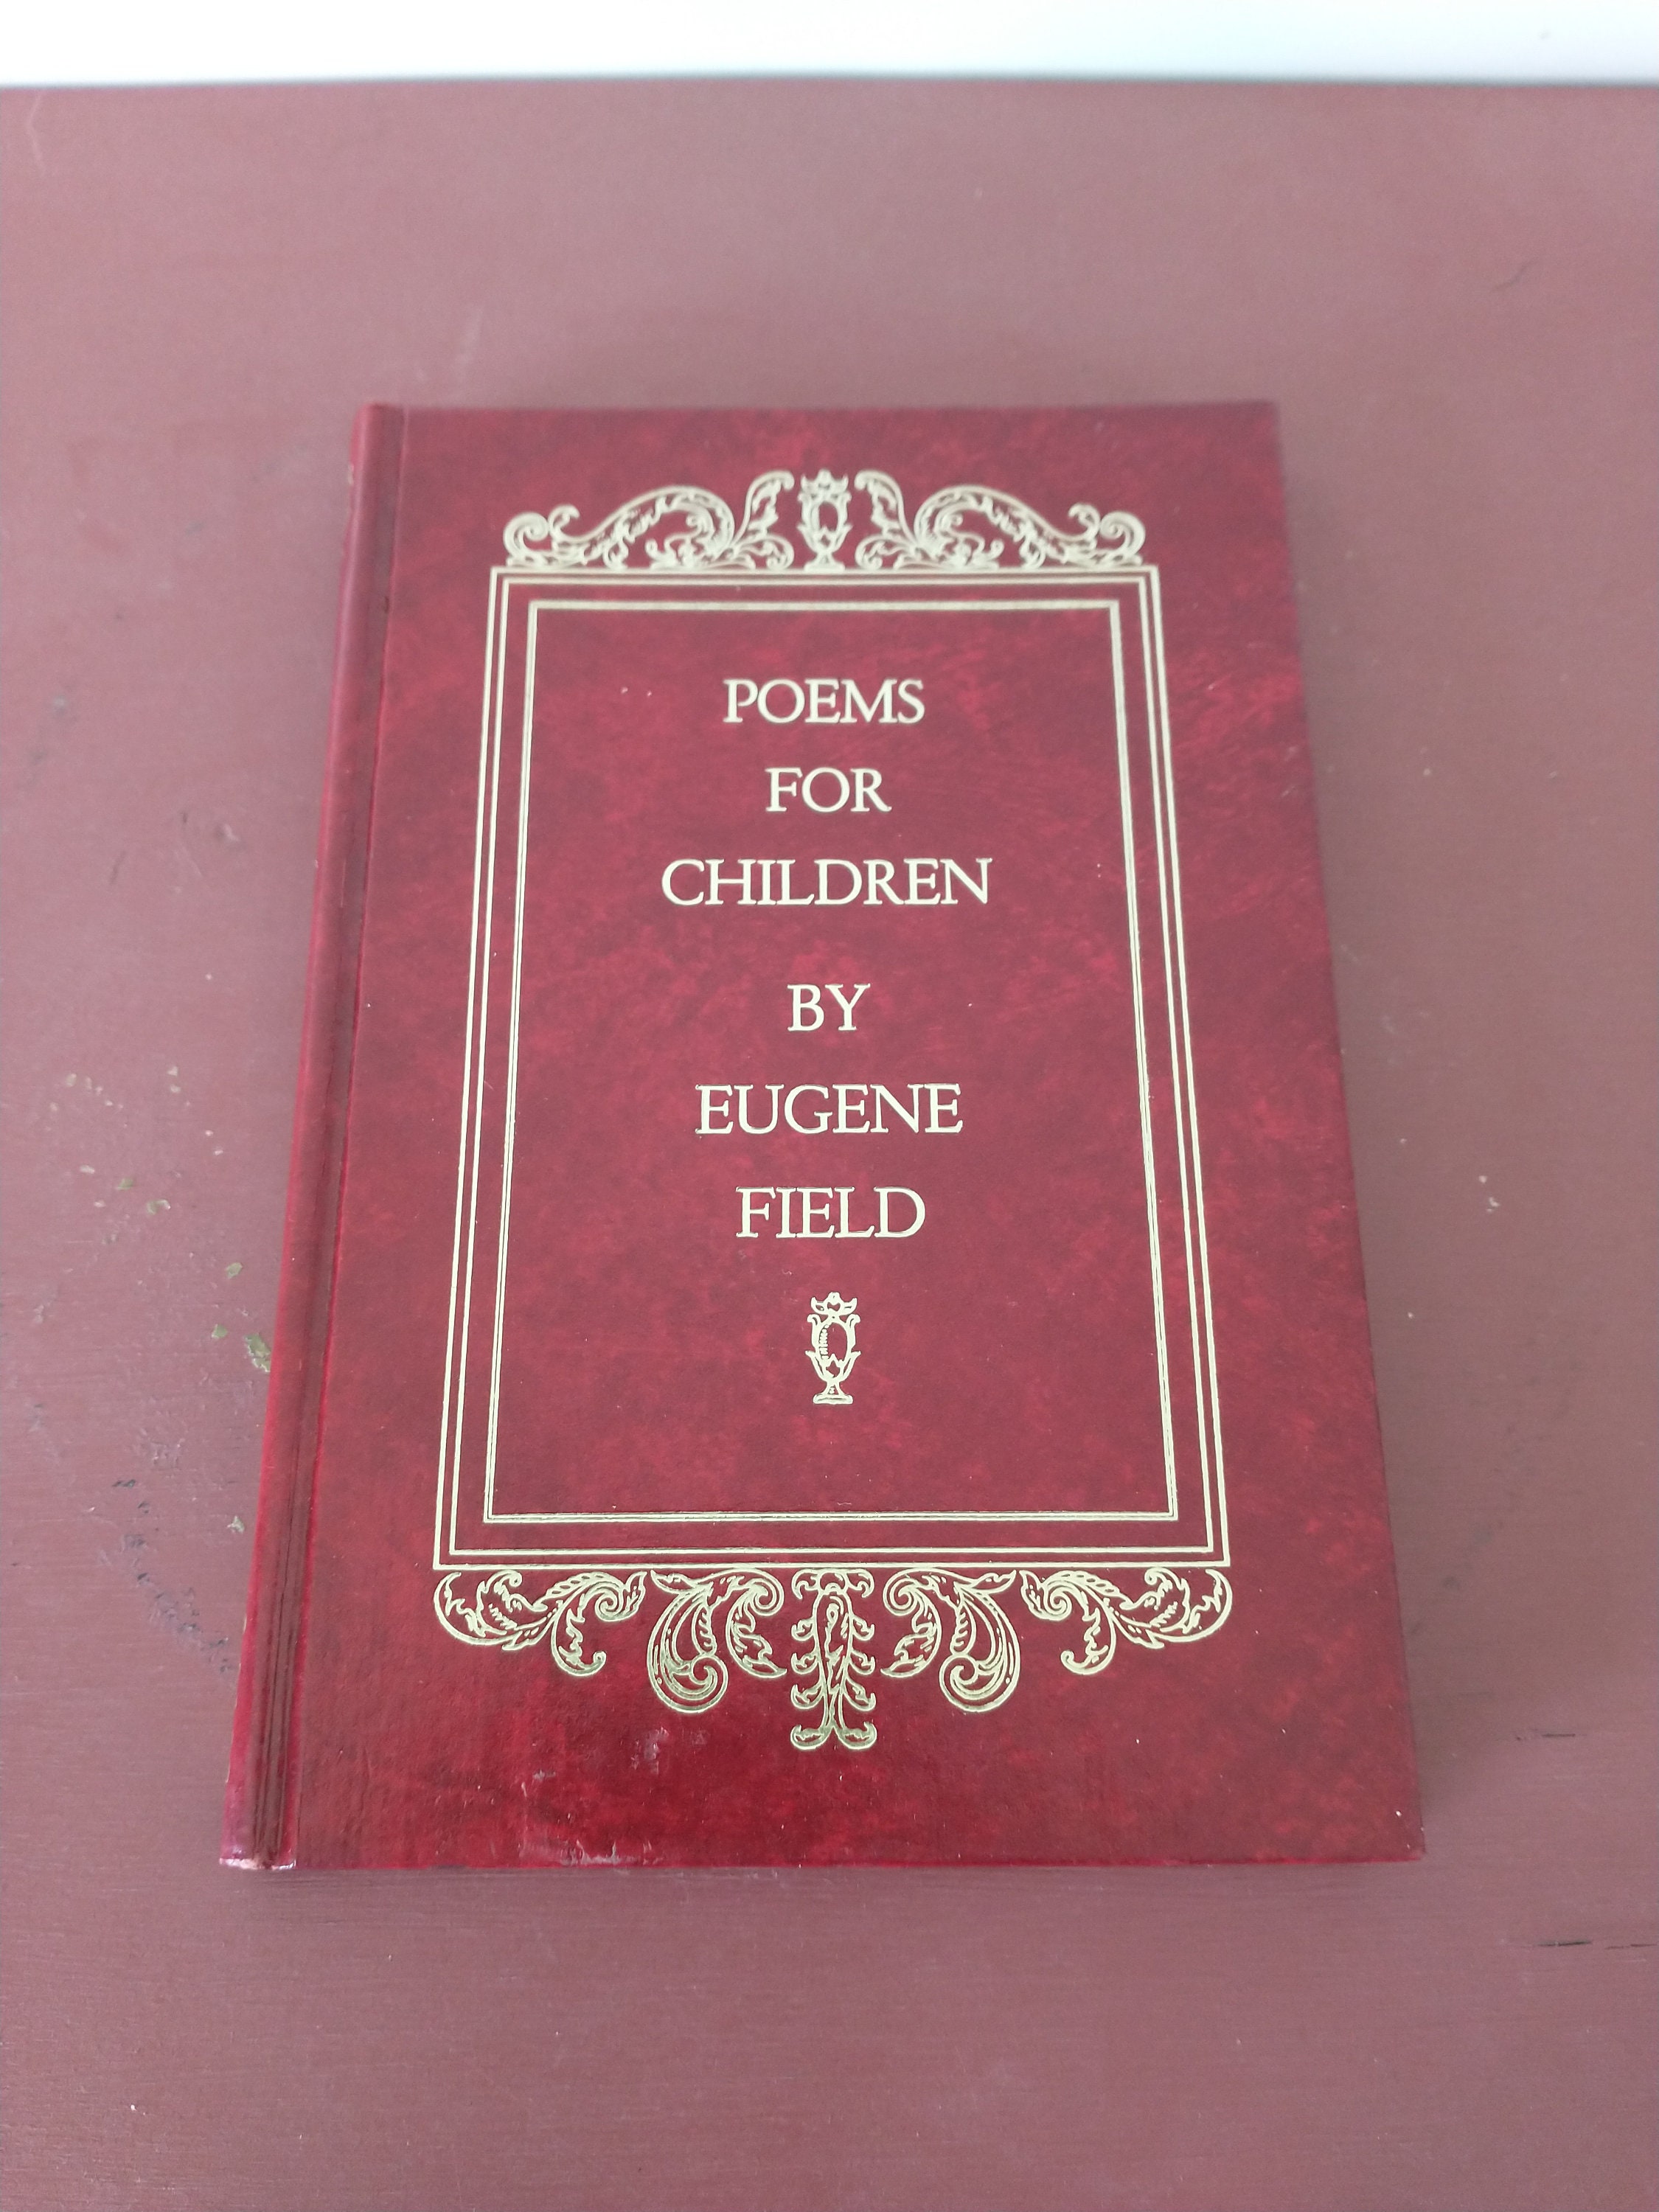 POEMS
FOR
CHILDREN
BY
EUGENE
FIELD